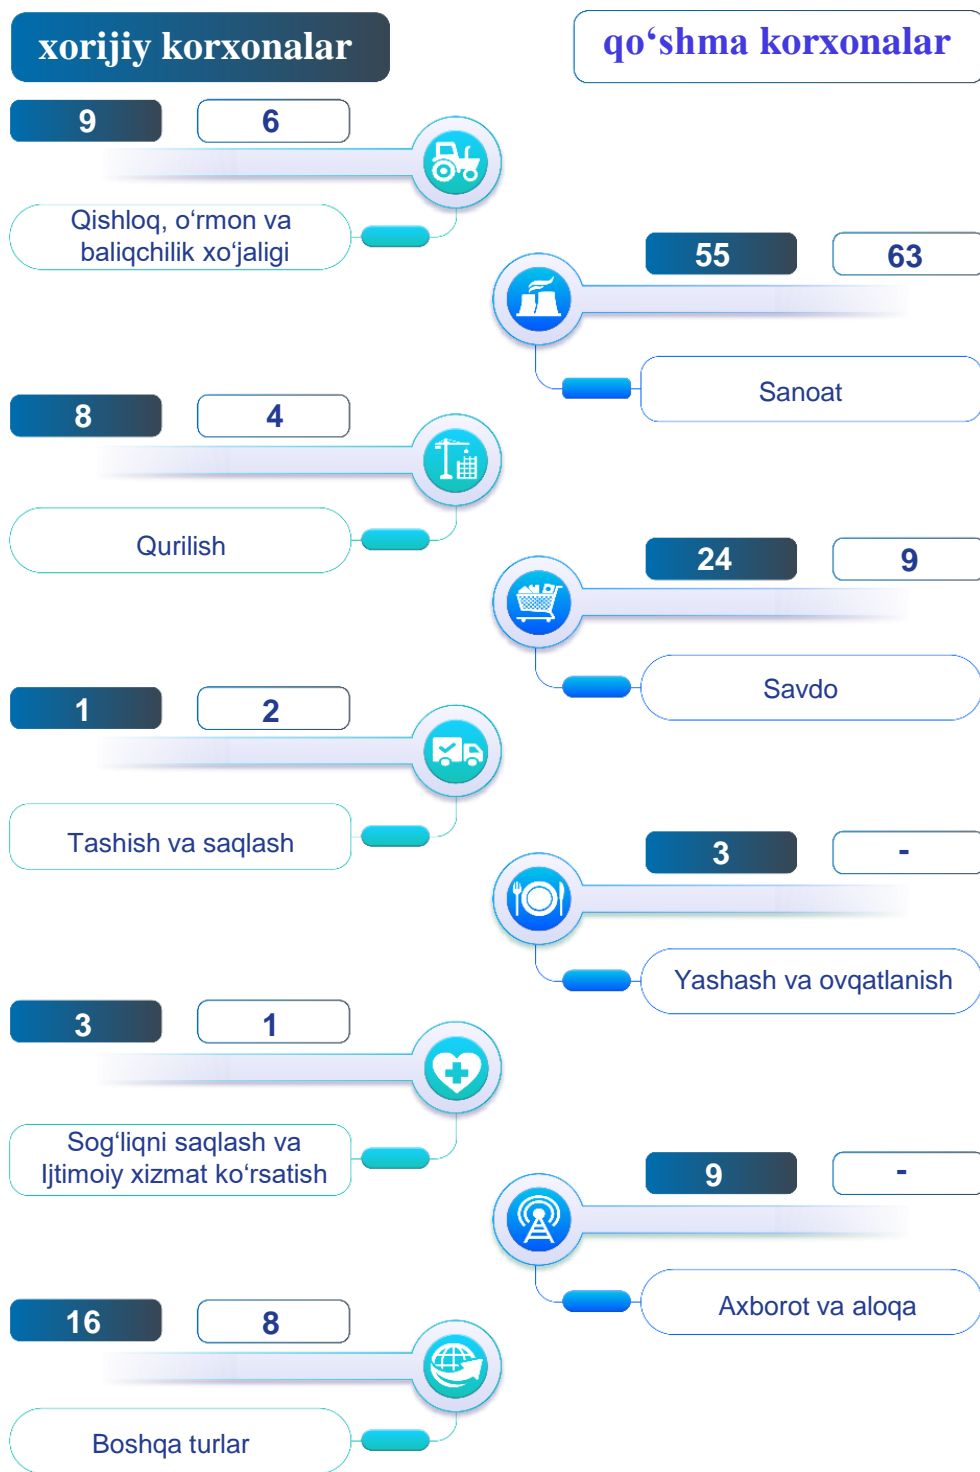 xorijiy korxonalar
qo‘shma korxonalar
9
6
Qishloq, o‘rmon va
baliqchilik xo‘jaligi
55
63
Sanoat
8
4
Qurilish
24
9
Savdo
1
2
Tashish va saqlash
3
-
Yashash va ovqatlanish
3
1
Sog‘liqni saqlash va
Ijtimoiy xizmat ko‘rsatish
9
-
Axborot va aloqa
16
8
Boshqa turlar